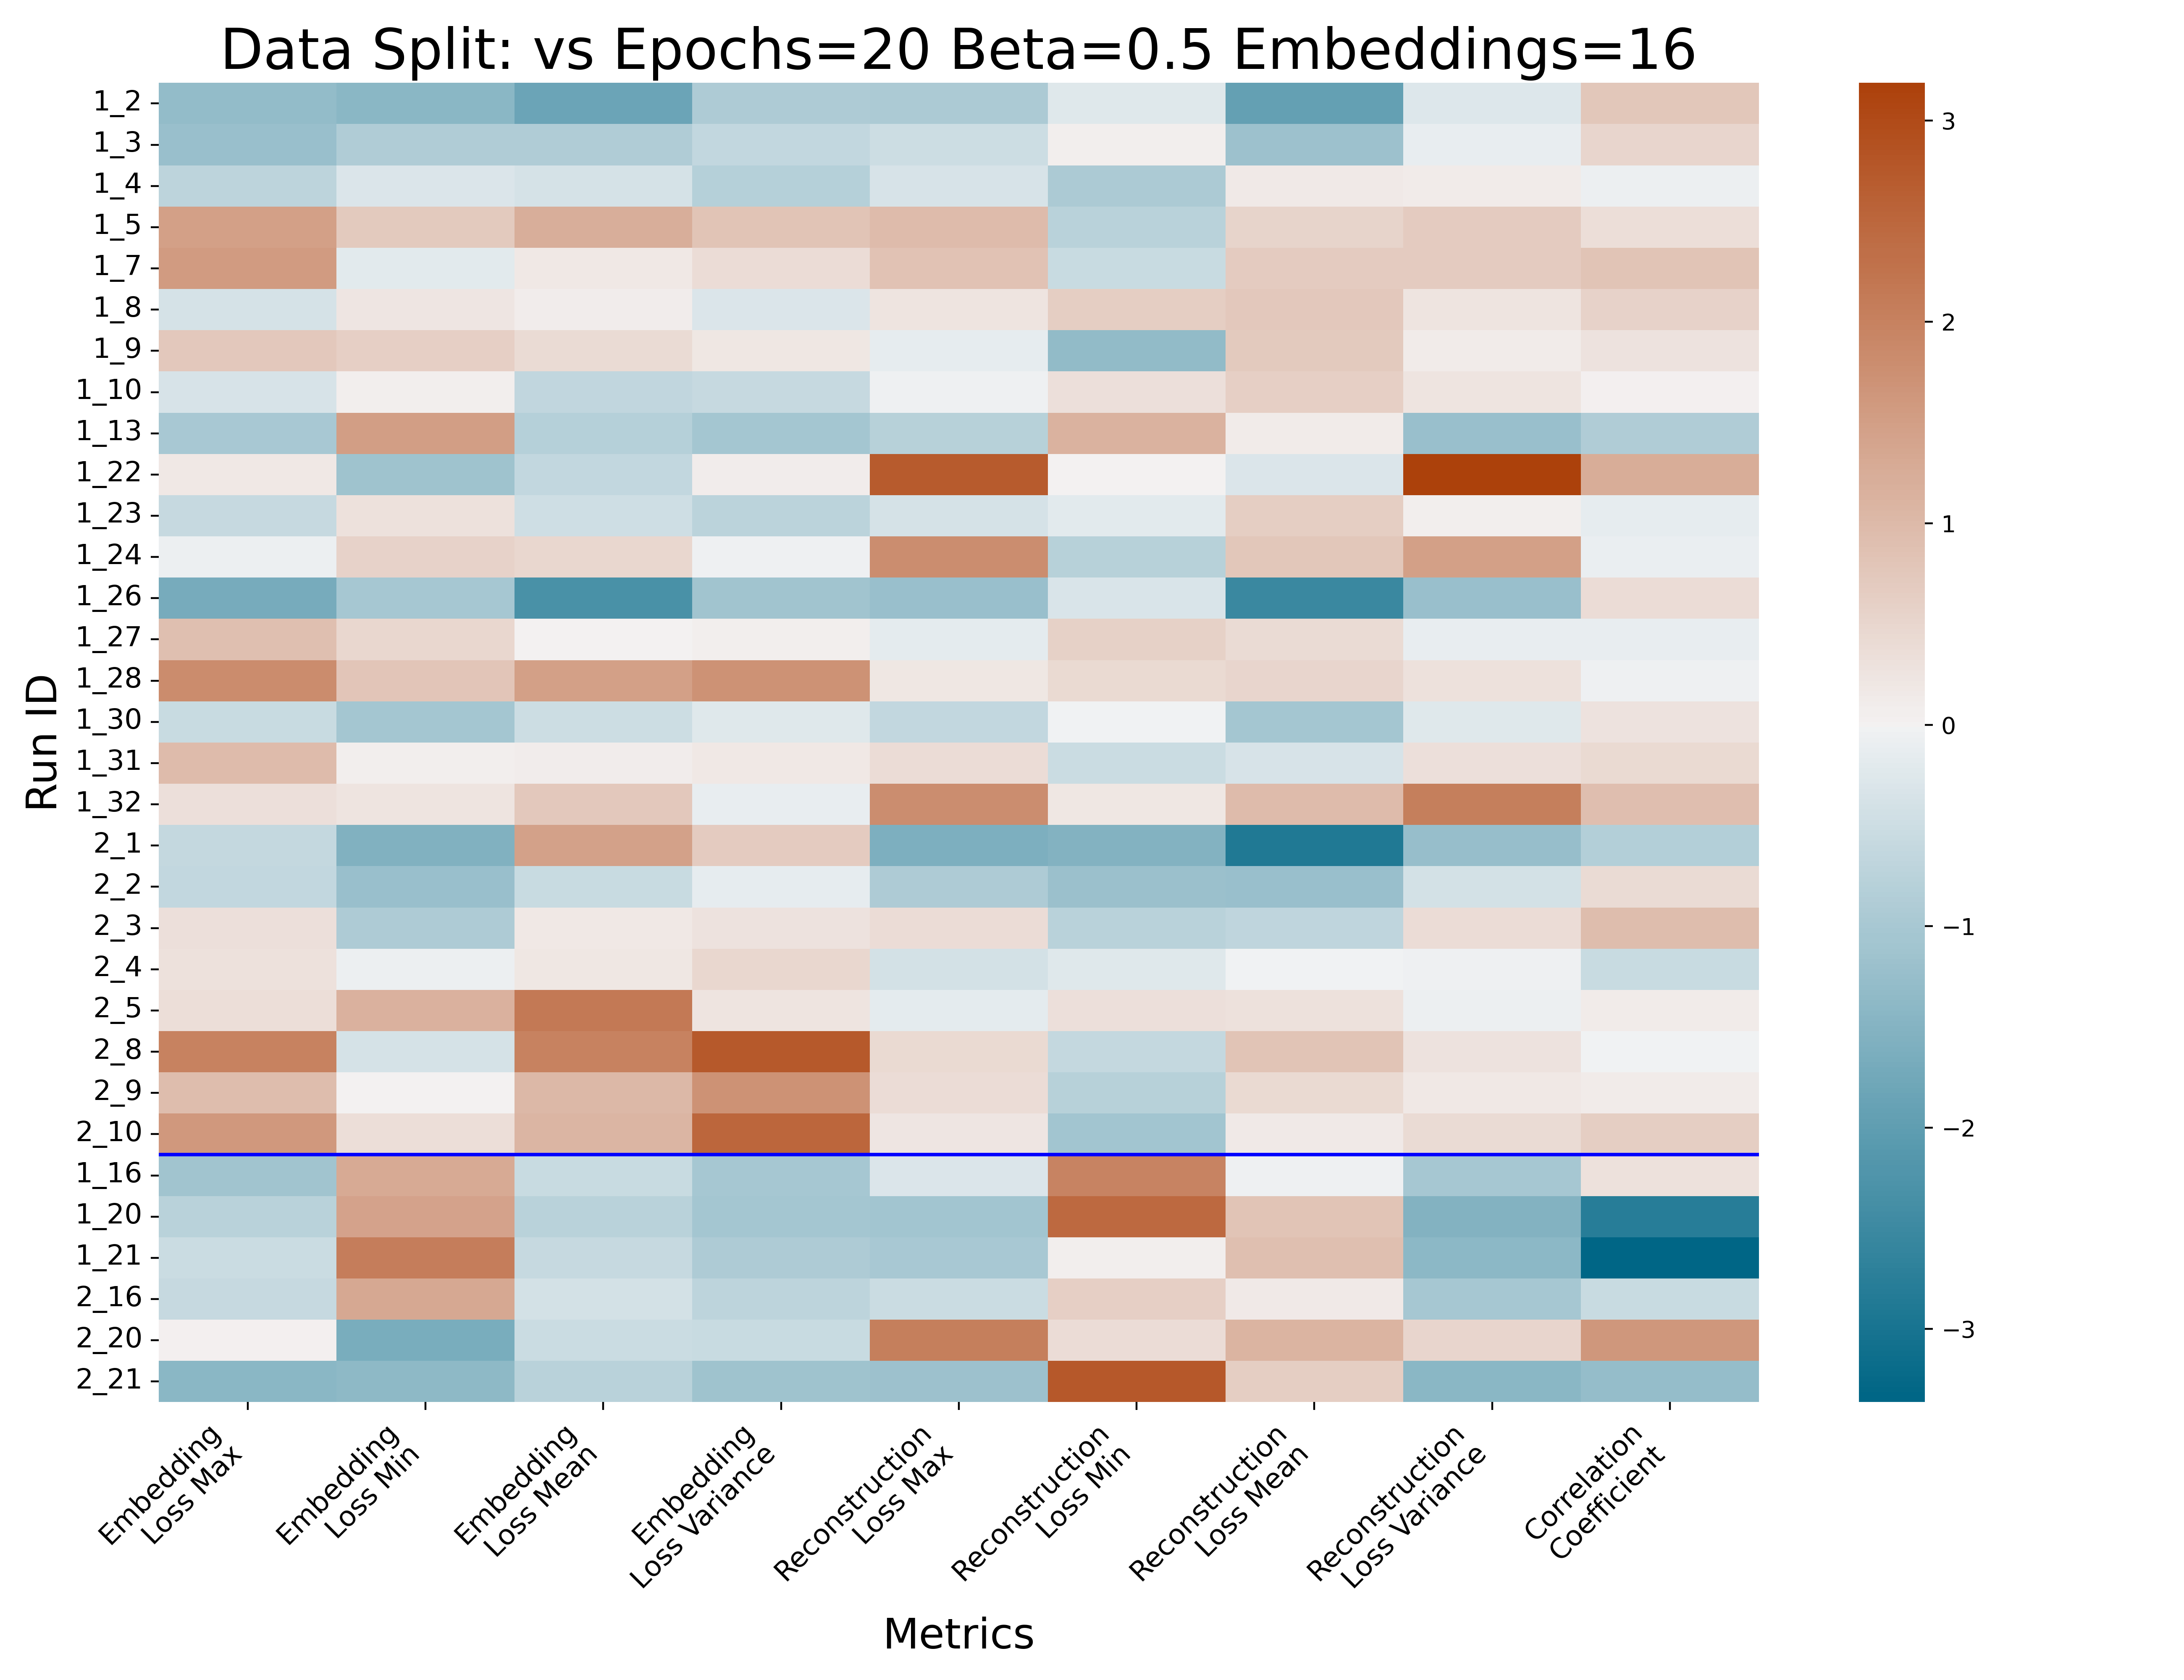 Data Split: vs Epochs=20 Beta=0.5 Embeddings=16
Run ID
1_2
1_3
1_4
1_5
1_7
1_8
1_9
1_10
1_13
1_22
1_23
1_24
1_26
1_27
1_28
1_30
1_31
1_32
2_1
2_2
2_3
2_4
2_5
2_8
2_9
2_10
1_16
1_20
1_21
2_16
2_20
2_21
Embedding
Loss Max
Embedding
Loss Min
Embedding
Loss Mean
Embedding
Loss Variance
Reconstruction
Loss Max
Reconstruction
Loss Min
Reconstruction
Loss Mean
Reconstruction
Loss Variance
Correlation
Coefficient
Metrics
3
2
1
0
−1
−2
−3